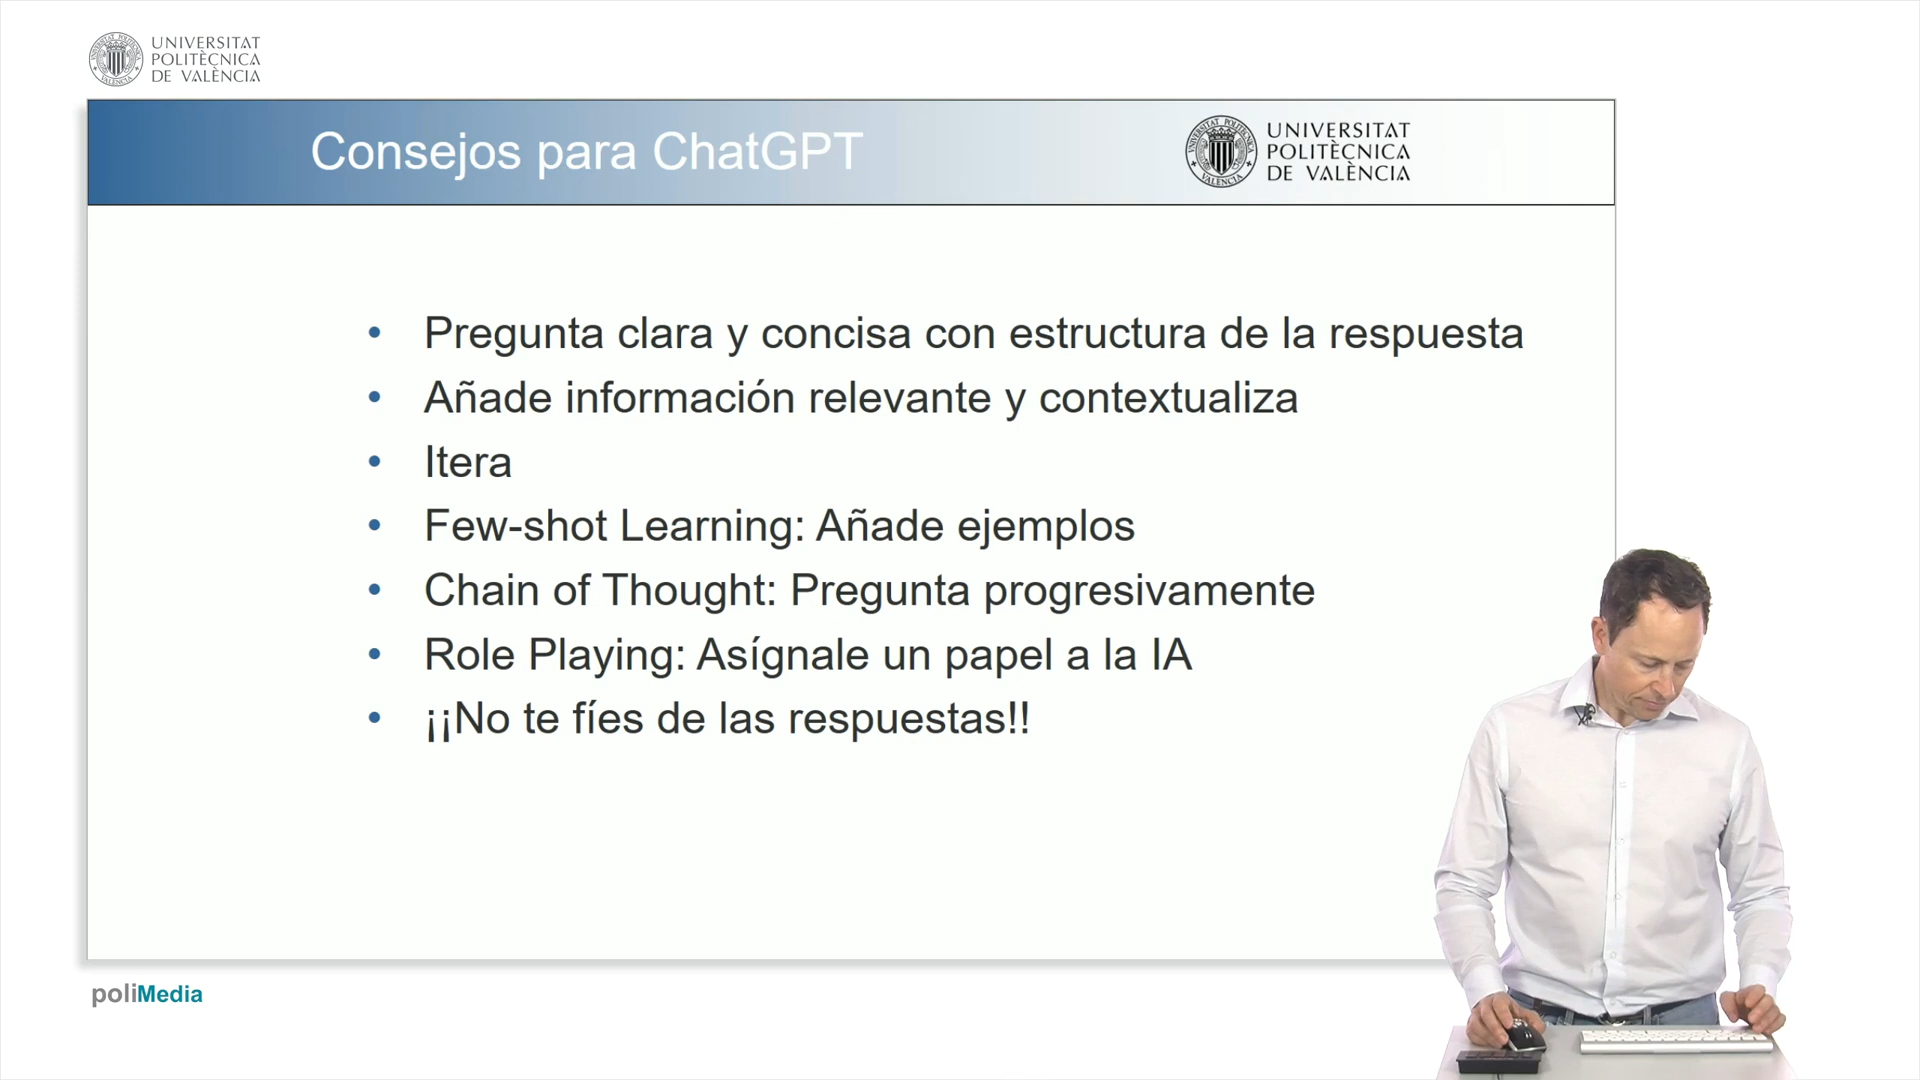 UNIVERSITAT
POLITÈCNICA
DE VALÈNCIA
Consejos para ChatGPT
UNIVERSITAT
POLITÈCNICA
DE VALÈNCIA
• Pregunta clara y concisa con estructura de la respuesta
• Añade información relevante y contextualiza
• Itera
• Few-shot Learning: Añade ejemplos
• Chain of Thought: Pregunta progresivamente
• Role Playing: Asígnale un papel a la IA
• ¡¡No te fíes de las respuestas!!
poliMedia